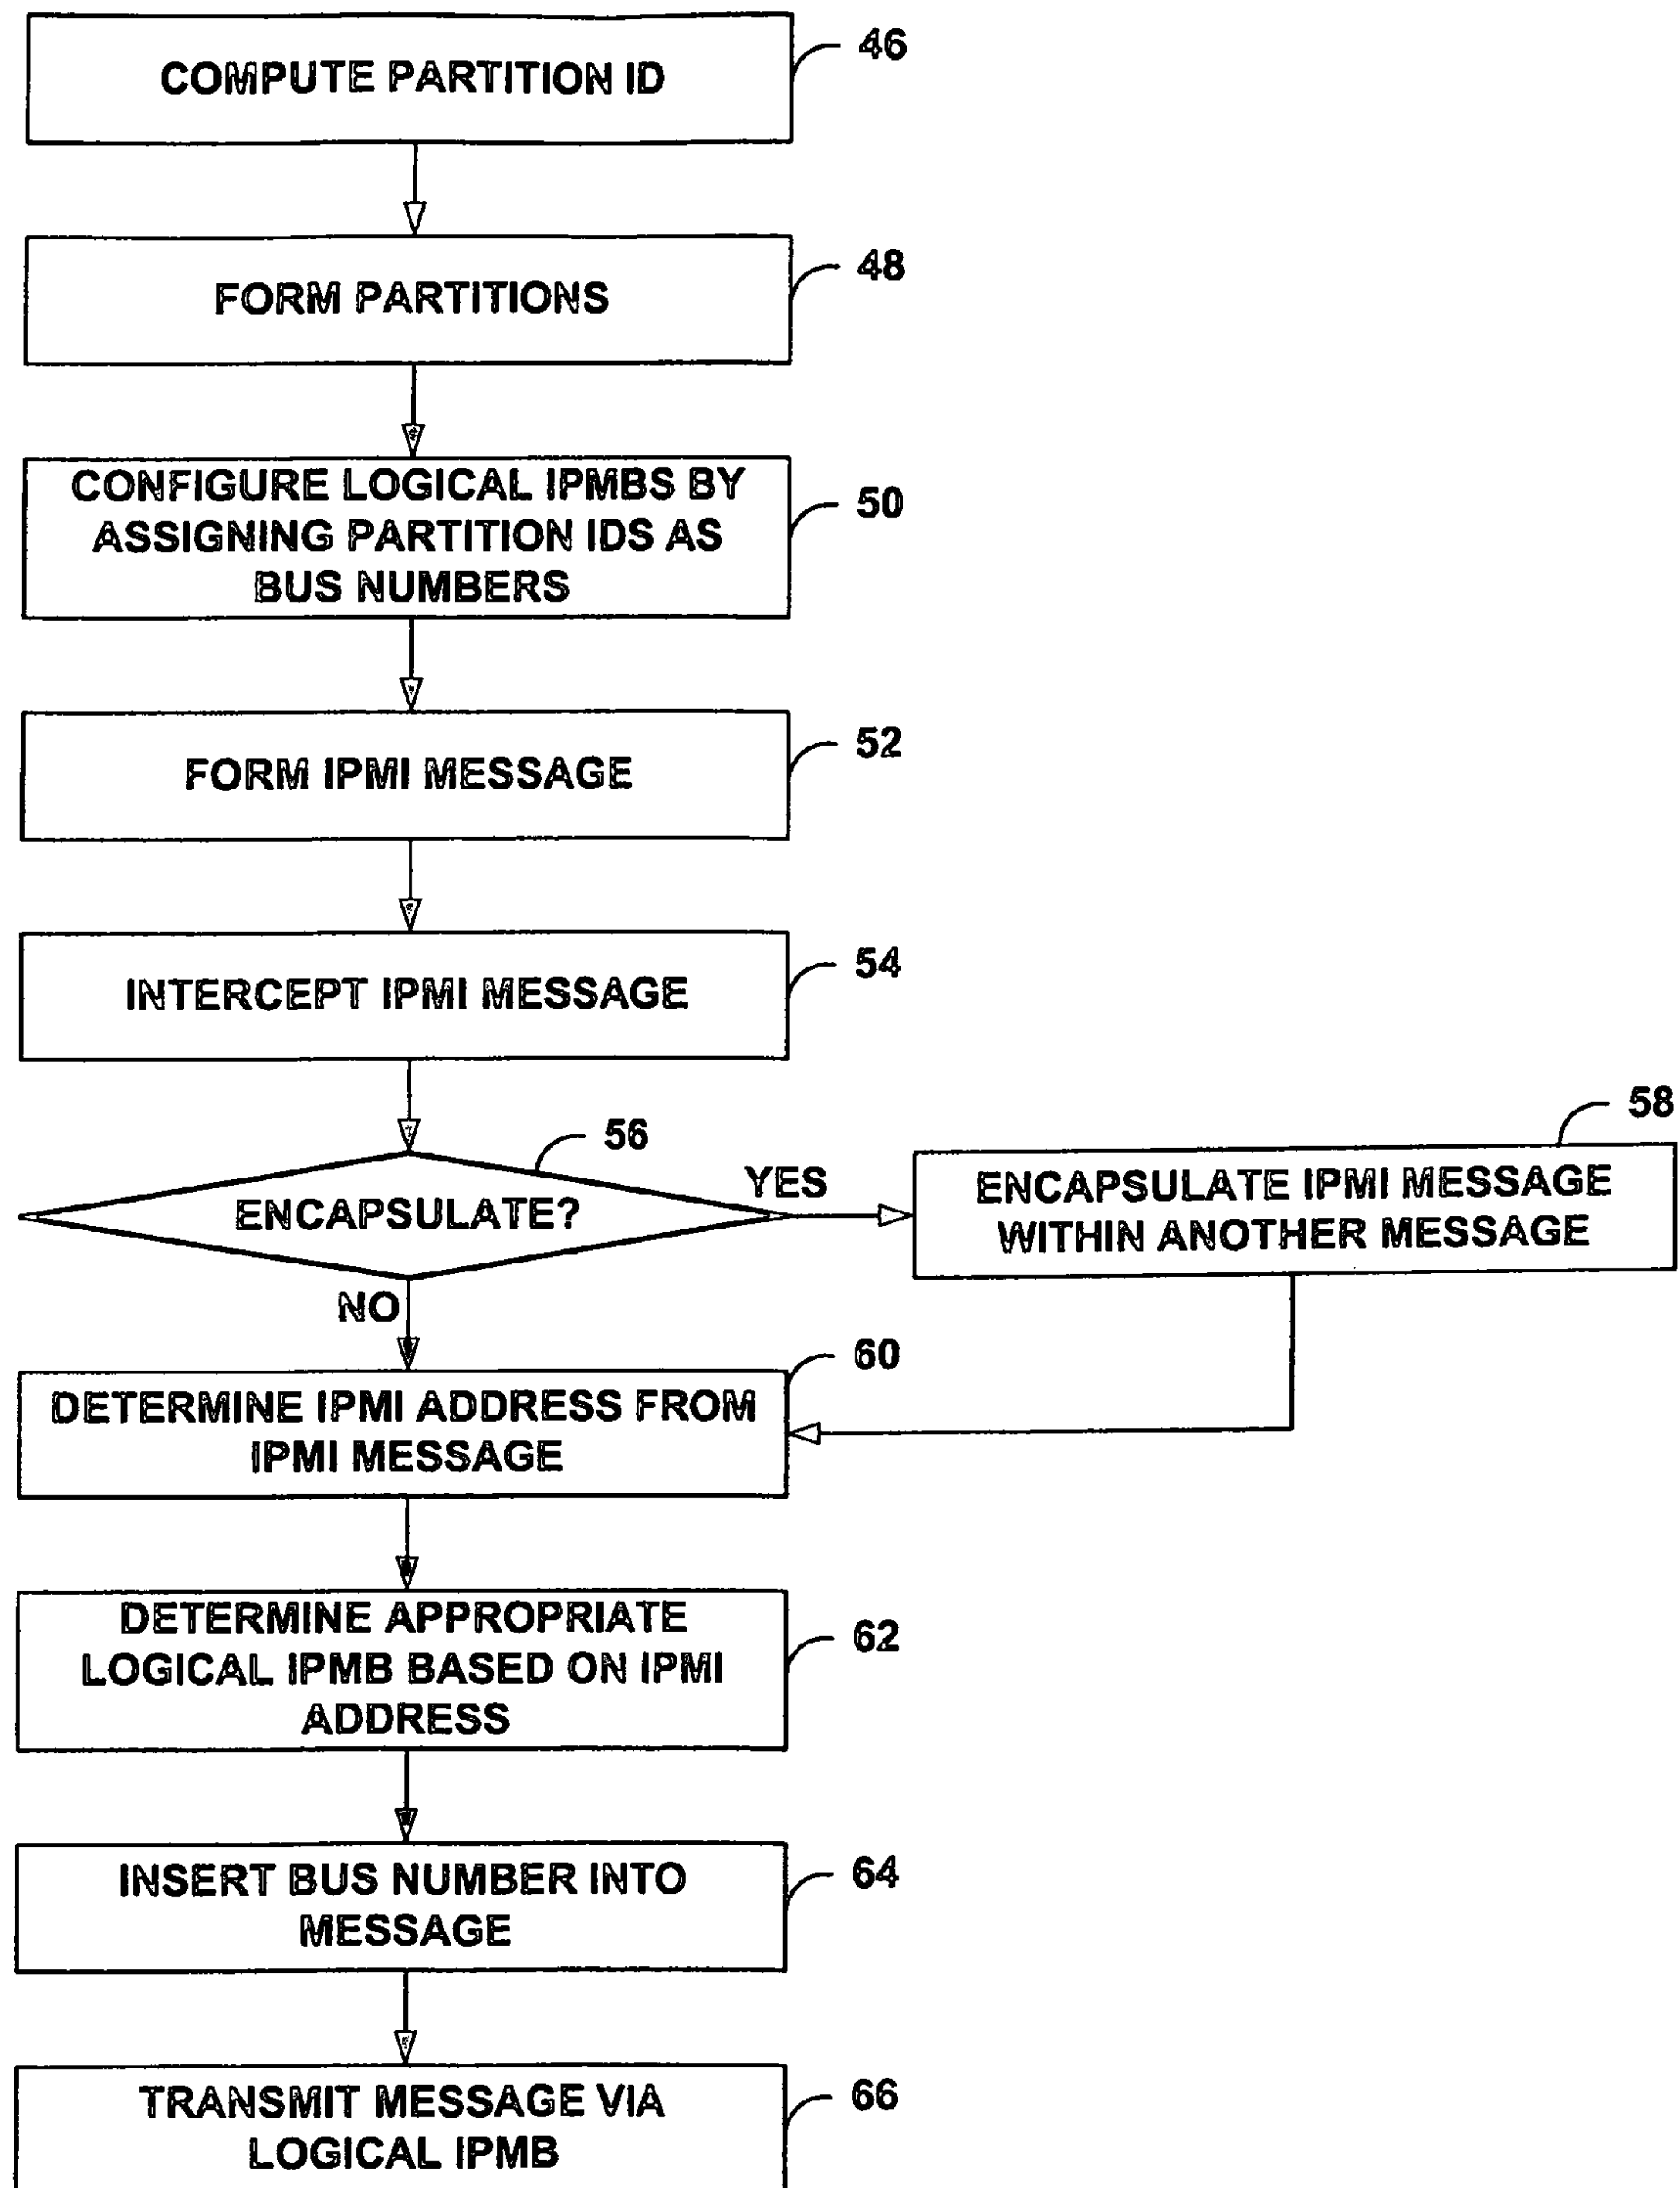 COMPUTE PARTITION ID
46
FORM PARTITIONS
48
CONFIGURE LOGICAL IPMBS BY
ASSIGNING PARTITION IDS AS
BUS NUMBERS
50
FORM IPMI MESSAGE
52
INTERCEPT IPMI MESSAGE
54
ENCAPSULATE?
56
YES
ENCAPSULATE IPMI MESSAGE
WITHIN ANOTHER MESSAGE
58
NO
DETERMINE IPMI ADDRESS FROM
IPMI MESSAGE
60
DETERMINE APPROPRIATE
LOGICAL IPMB BASED ON IPMI
ADDRESS
62
INSERT BUS NUMBER INTO
MESSAGE
64
TRANSMIT MESSAGE VIA
LOGICAL IPMB
66